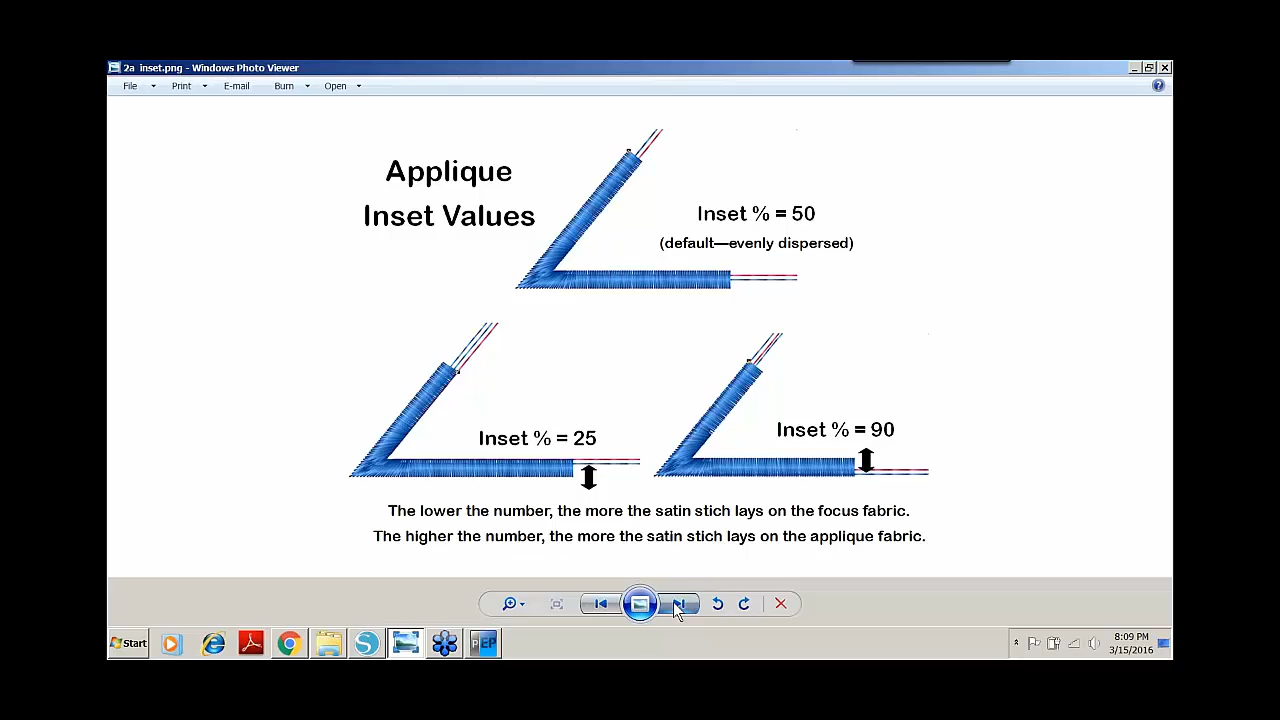 2a inset.png - Windows Photo Viewer
File Print E-mail Burn Open
Applique
Inset Values
Inset % = 50
(default—evenly dispersed)
Inset % = 25
Inset % = 90
The lower the number, the more the satin stich lays on the focus fabric.
The higher the number, the more the satin stich lays on the applique fabric.
Start
PEP
8:09 PM
3/15/2016